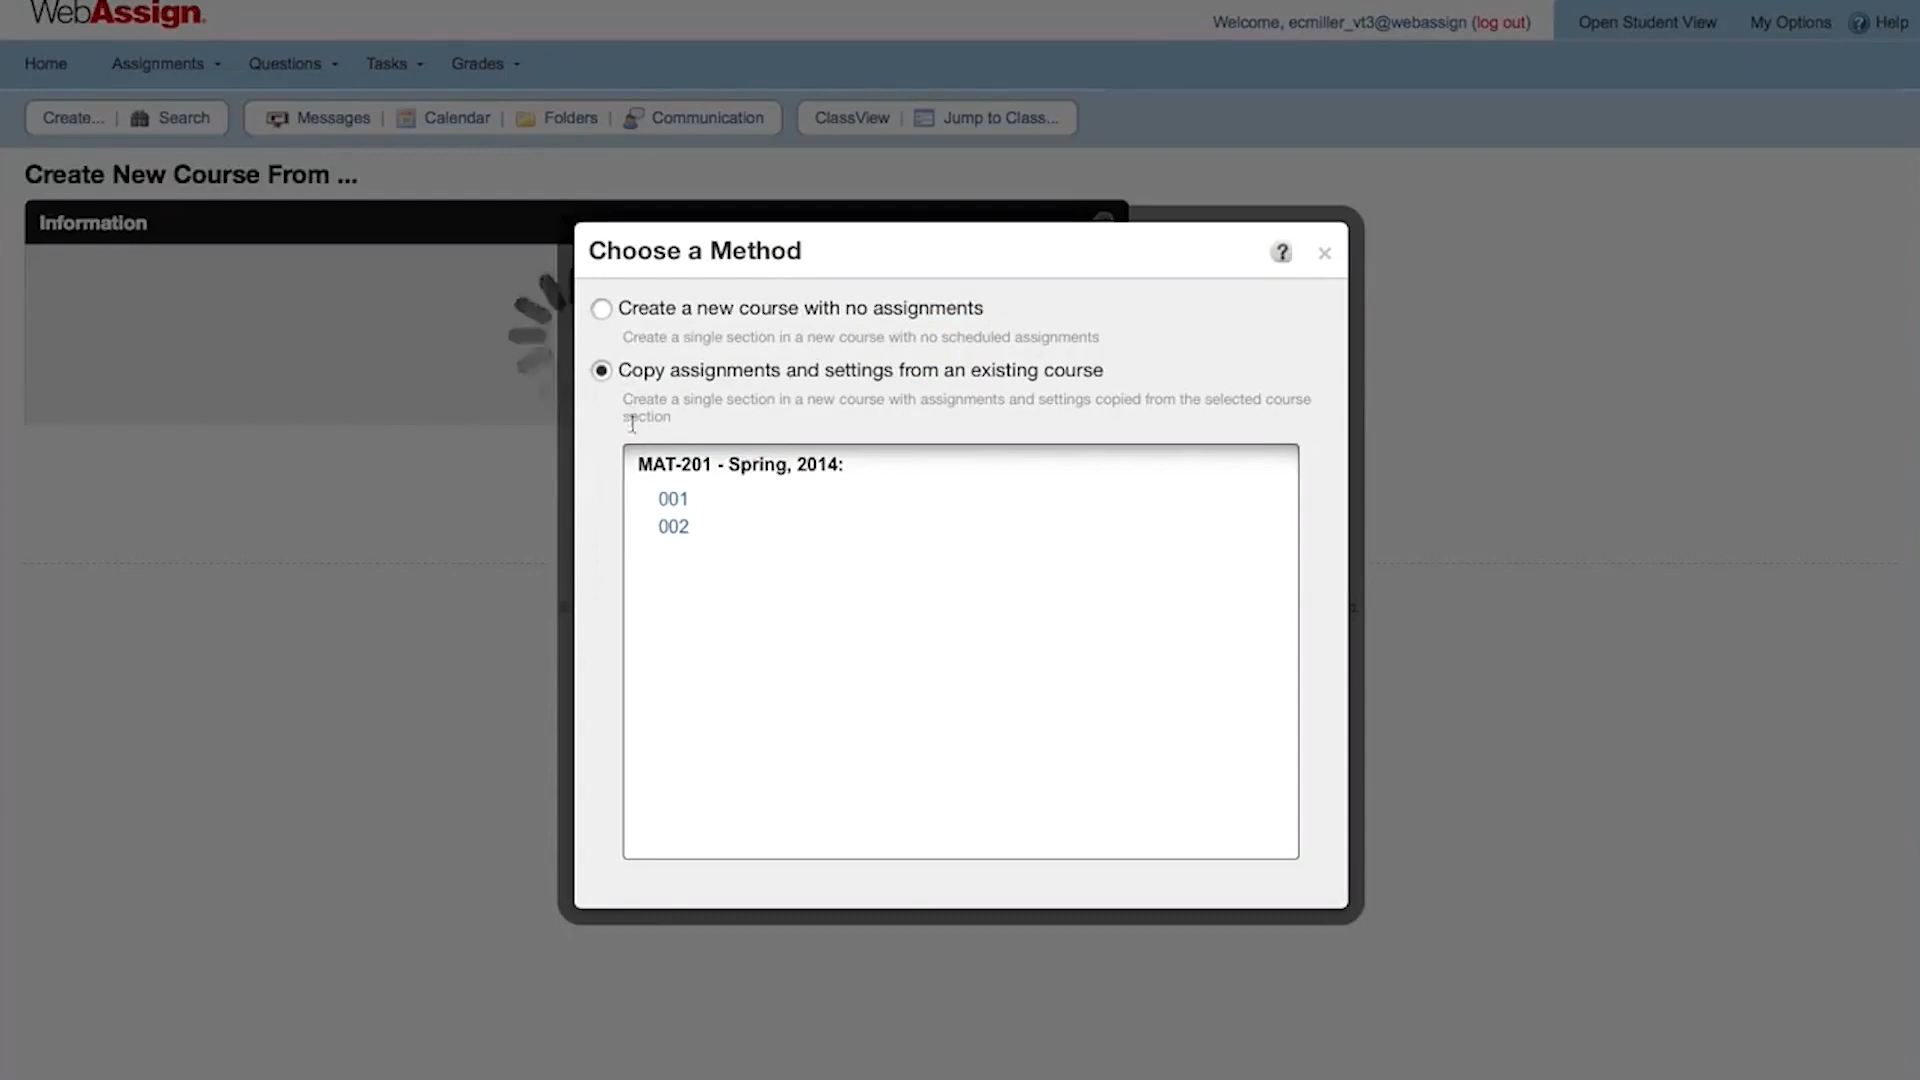 WebAssign.
Welcome, ecmiller_vt3@webassign (log out)
Open Student View
My Options
? Help
Home
Assignments
Questions
Tasks
Grades
Create... | Search
Messages | Calendar | Folders | Communication
ClassView | Jump to Class...
Create New Course From ...
Information
Choose a Method
?
×
Create a new course with no assignments
Create a single section in a new course with no scheduled assignments
Copy assignments and settings from an existing course
Create a single section in a new course with assignments and settings copied from the selected course
section
MAT-201 - Spring, 2014:
001
002